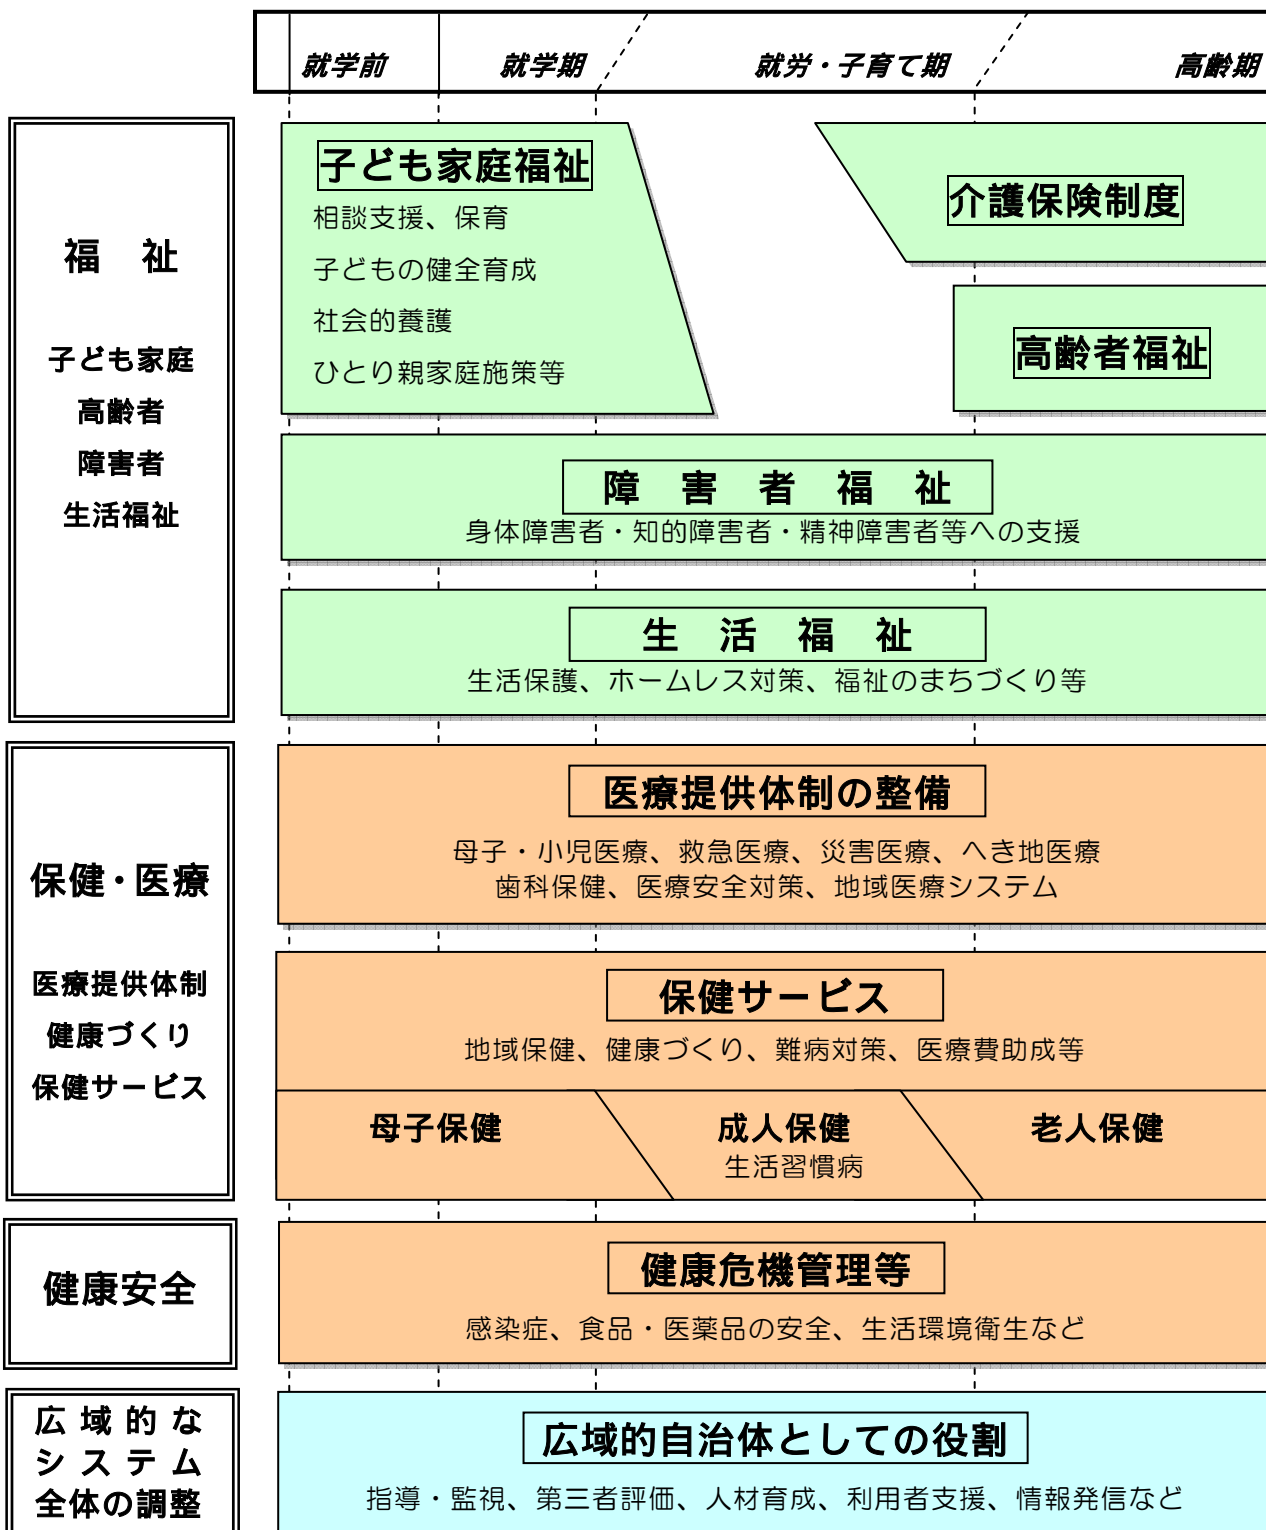 就学前 就学期 就労・子育て期 高齢期
福 祉
子ども家庭
高齢者
障害者
生活福祉
子ども家庭福祉
相談支援、保育
子どもの健全育成
社会的養護
ひとり親家庭施策等
介護保険制度
高齢者福祉
障 害 者 福 祉
身体障害者・知的障害者・精神障害者等への支援
生 活 福 祉
生活保護、ホームレス対策、福祉のまちづくり等
保健・医療
医療提供体制
健康づくり
保健サービス
医療提供体制の整備
母子・小児医療、救急医療、災害医療、へき地医療
歯科保健、医療安全対策、地域医療システム
保健サービス
地域保健、健康づくり、難病対策、医療費助成等
母子保健
成人保健
生活習慣病
老人保健
健康安全
健康危機管理等
感染症、食品・医薬品の安全、生活環境衛生など
広 域 的 な
シ ス テ ム
全体の調整
広域的自治体としての役割
指導・監視、第三者評価、人材育成、利用者支援、情報発信など